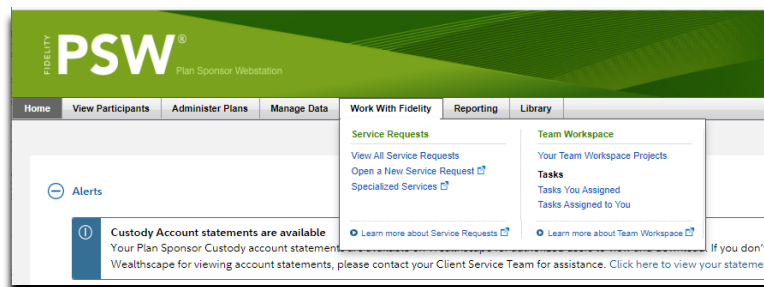 FIDELITY
PSW®
Plan Sponsor Webstation
Home View Participants Administer Plans Manage Data Work With Fidelity Reporting Library
Service Requests
View All Service Requests
Open a New Service Request
Specialized Services
Learn more about Service Requests
Team Workspace
Your Team Workspace Projects
Tasks
Tasks You Assigned
Tasks Assigned to You
Learn more about Team Workspace
Alerts
Custody Account statements are available
Your Plan Sponsor Custody account statement If you don'
Wealthscape for viewing account statements, please contact your Client Service Team for assistance. Click here to view your stateme